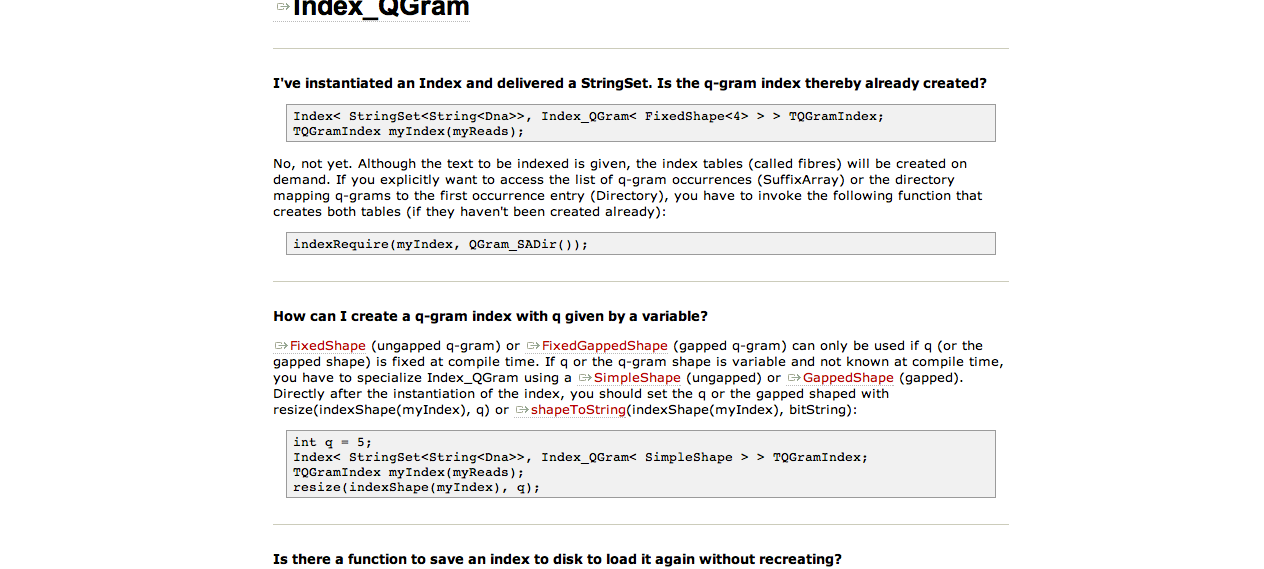 Index_QGram
I've instantiated an Index and delivered a StringSet. Is the q-gram index thereby already created?
Index< StringSet<String<Dna>>, Index_QGram< FixedShape<4> > > TQGramIndex;
TQGramIndex myIndex(myReads);
No, not yet. Although the text to be indexed is given, the index tables (called fibres) will be created on
demand. If you explicitly want to access the list of q-gram occurrences (SuffixArray) or the directory
mapping q-grams to the first occurrence entry (Directory), you have to invoke the following function that
creates both tables (if they haven't been created already):
indexRequire(myIndex, QGram_SADir());
How can I create a q-gram index with q given by a variable?
FixedShape (ungapped q-gram) or FixedGappedShape (gapped q-gram) can only be used if q (or the
gapped shape) is fixed at compile time. If q or the q-gram shape is variable and not known at compile time,
you have to specialize Index_QGram using a SimpleShape (ungapped) or GappedShape (gapped).
Directly after the instantiation of the index, you should set the q or the gapped shaped with
resize(indexShape(myIndex), q) or shapeToString(indexShape(myIndex), bitString):
int q = 5;
Index< StringSet<String<Dna>>, Index_QGram< SimpleShape > > TQGramIndex;
TQGramIndex myIndex(myReads);
resize(indexShape(myIndex), q);
Is there a function to save an index to disk to load it again without recreating?